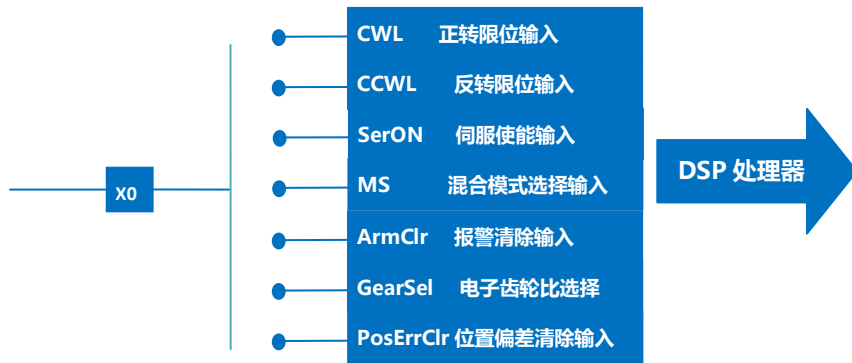 CWL 正转限位输入
CCWL 反转限位输入
SerON 伺服使能输入
X0
MS 混合模式选择输入
DSP 处理器
ArmClr 报警清除输入
GearSel 电子齿轮比选择
PosErrClr 位置偏差清除输入